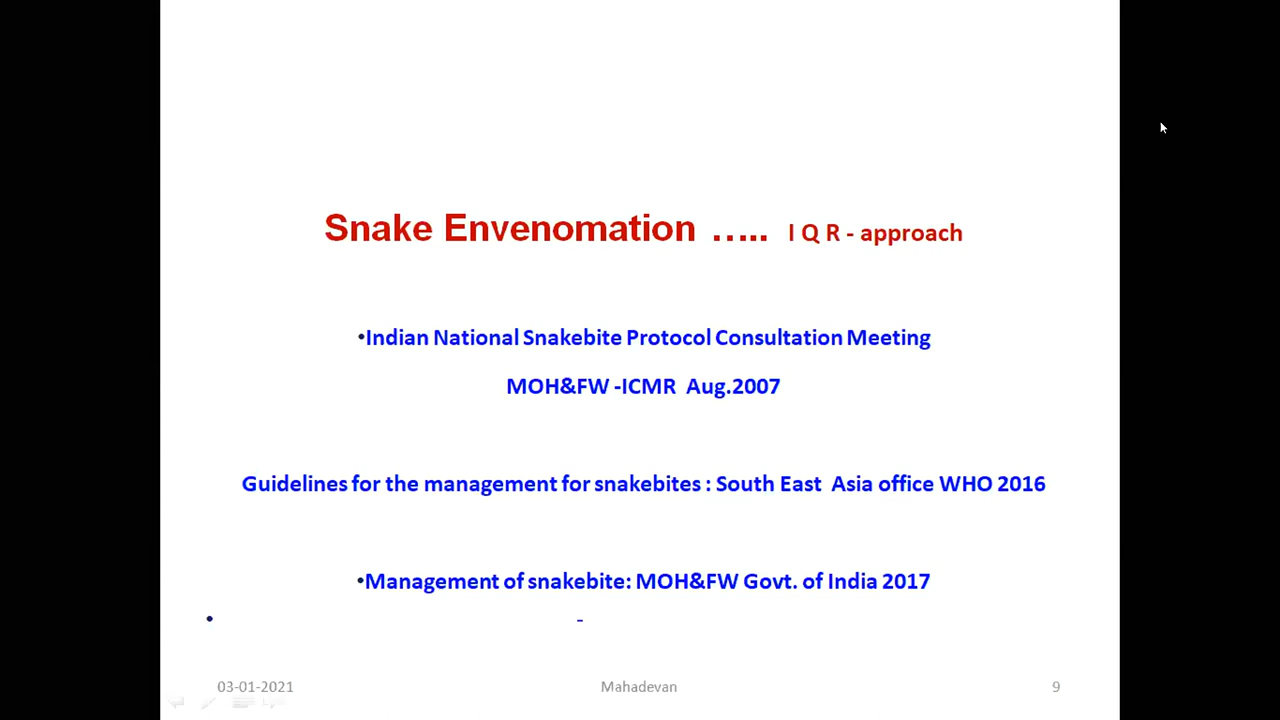 Snake Envenomation ….. I Q R - approach
•Indian National Snakebite Protocol Consultation Meeting
MOH&FW -ICMR Aug.2007
Guidelines for the management for snakebites : South East Asia office WHO 2016
•Management of snakebite: MOH&FW Govt. of India 2017
• -
03-01-2021 Mahadevan 9